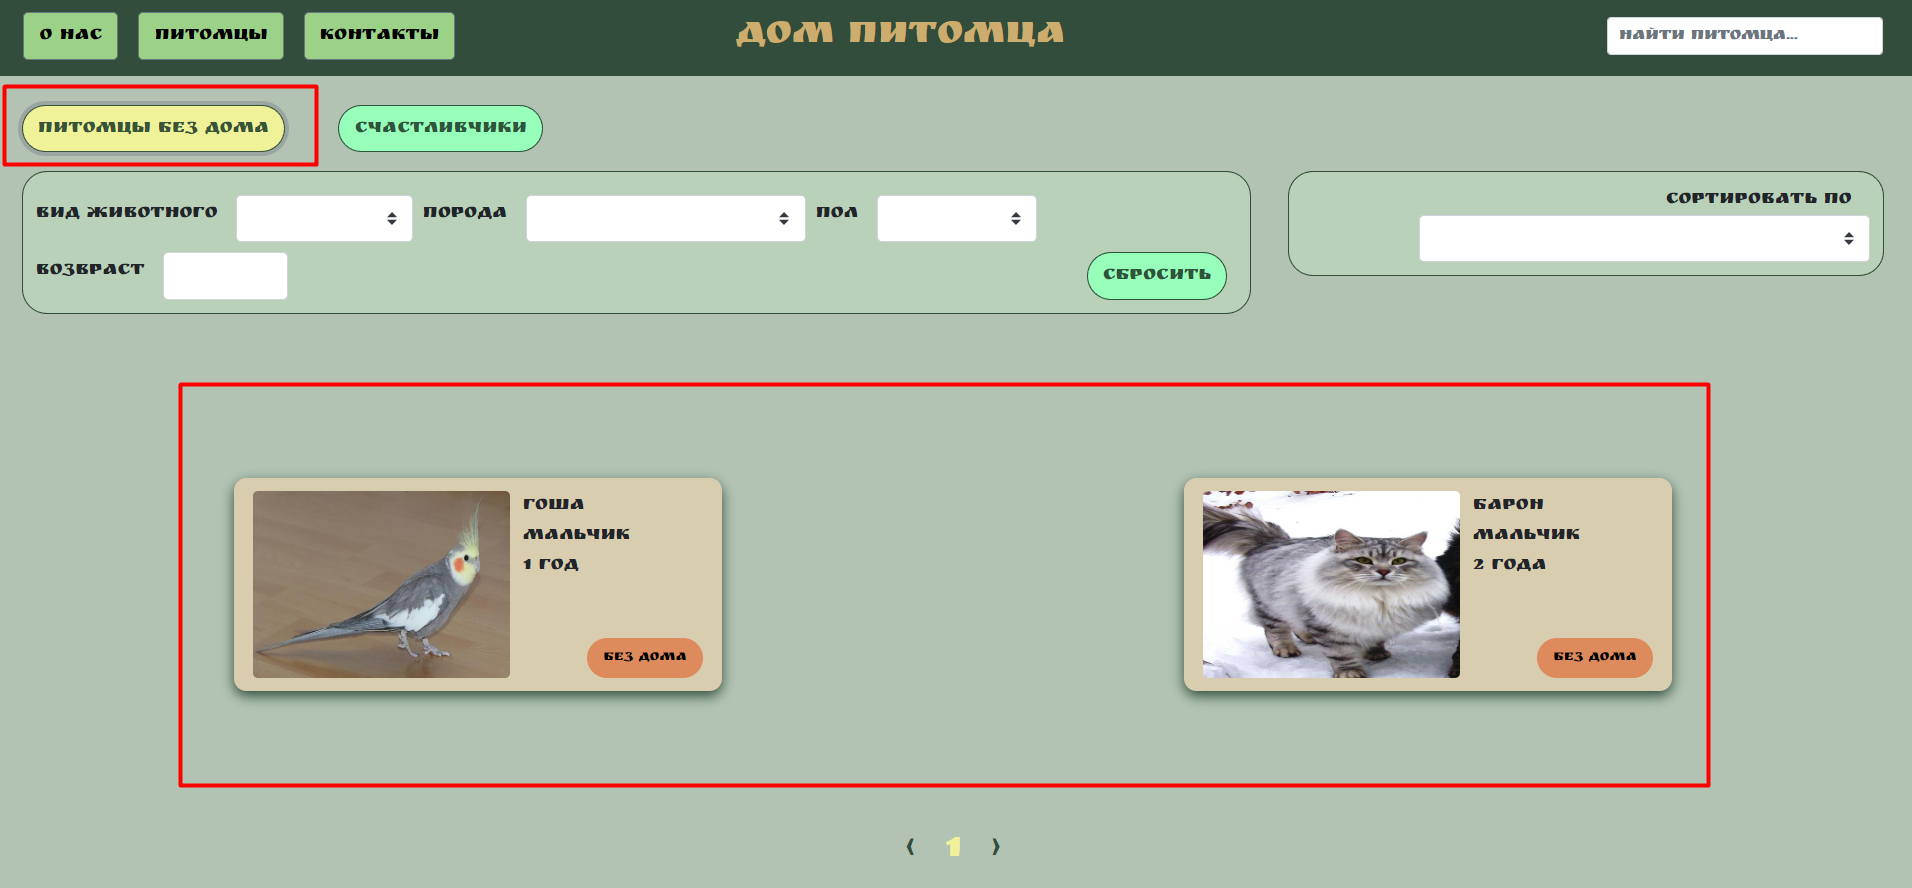 О НАС
ПИТОМЦЫ
КОНТАКТЫ
ДОМ ПИТОМЦА
НАЙТИ ПИТОМЦА...
ПИТОМЦЫ БЕЗ ДОМА
СЧАСТЛИВЧИКИ
ВИД ЖИВОТНОГО
ПОРОДА
ПОЛ
ВОЗВРАСТ
СБРОСИТЬ
СОРТИРОВАТЬ ПО
ГОША
МАЛЬЧИК
1 ГОД
БЕЗ ДОМА
БАРОН
МАЛЬЧИК
2 ГОДА
БЕЗ ДОМА
⟨ 1 ⟩